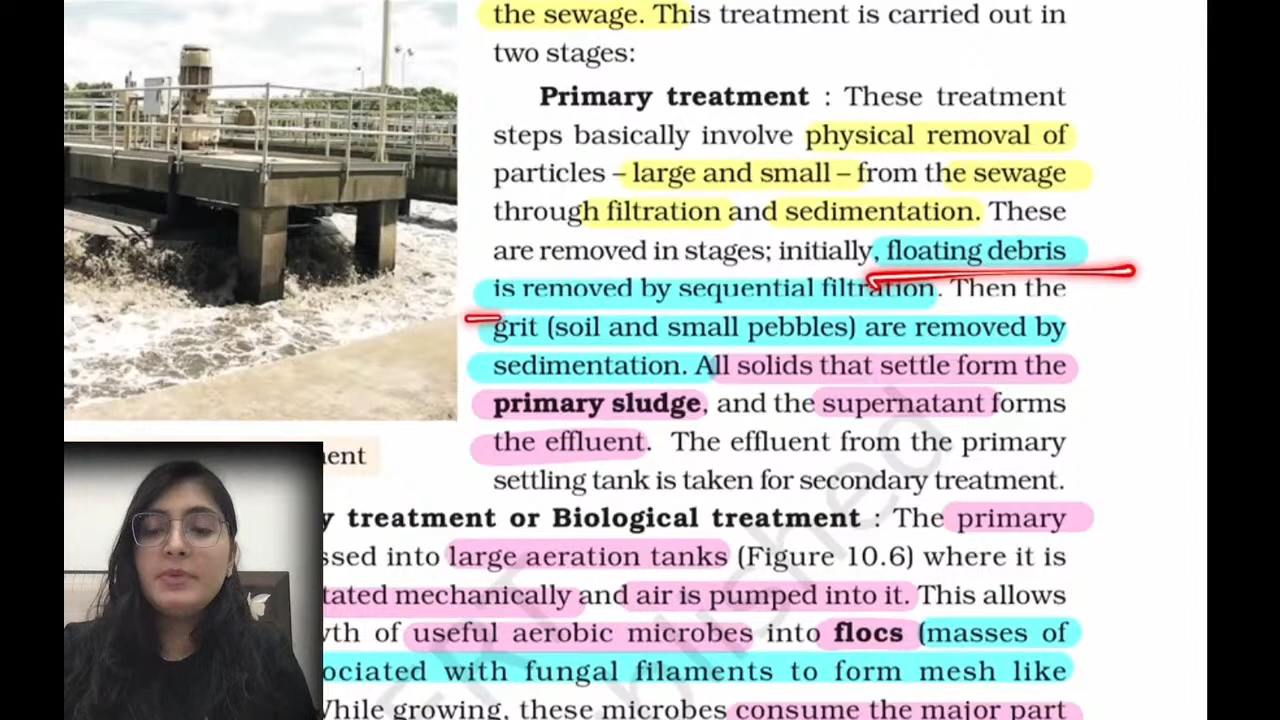 the sewage. This treatment is carried out in
two stages:
Primary treatment : These treatment
steps basically involve physical removal of
particles – large and small – from the sewage
through filtration and sedimentation. These
are removed in stages; initially, floating debris
is removed by sequential filtration. Then the
grit (soil and small pebbles) are removed by
sedimentation. All solids that settle form the
primary sludge, and the supernatant forms
the effluent. The effluent from the primary
settling tank is taken for secondary treatment.
ment
y treatment or Biological treatment : The primary
ssed into large aeration tanks (Figure 10.6) where it is
tated mechanically and air is pumped into it. This allows
wth of useful aerobic microbes into flocs (masses of
ociated with fungal filaments to form mesh like
While growing, these microbes consume the major part